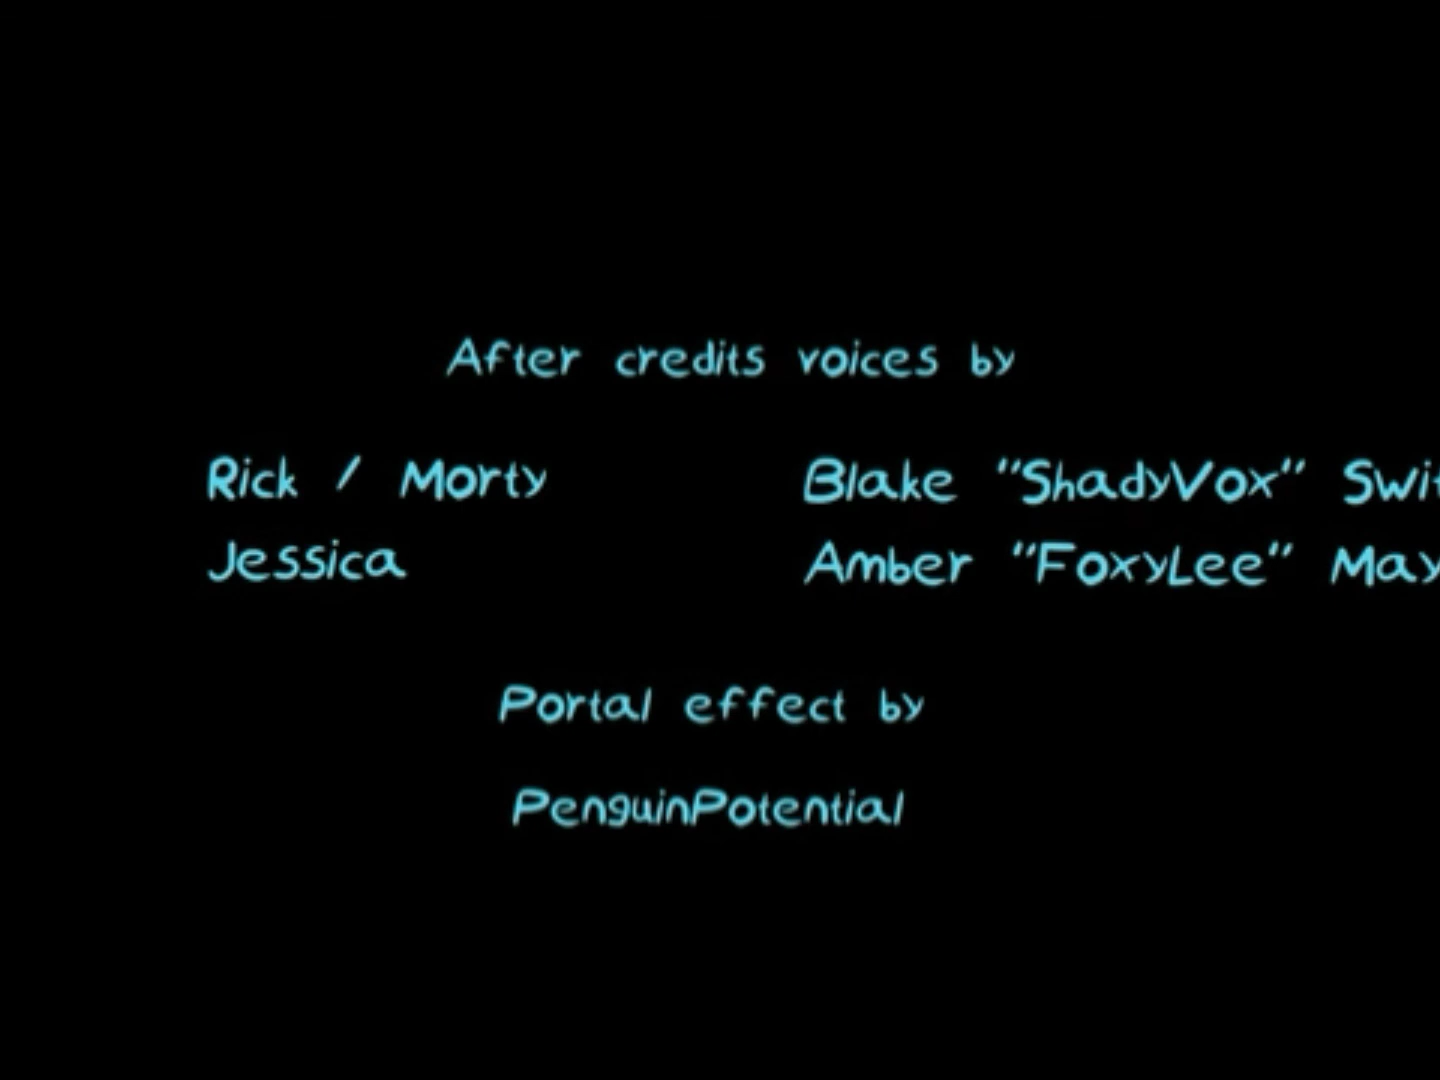 After credits voices by
Rick / Morty Blake "ShadyVox"
Jessica Amber "FoxyLee"
Portal effect by
PenguinPotential